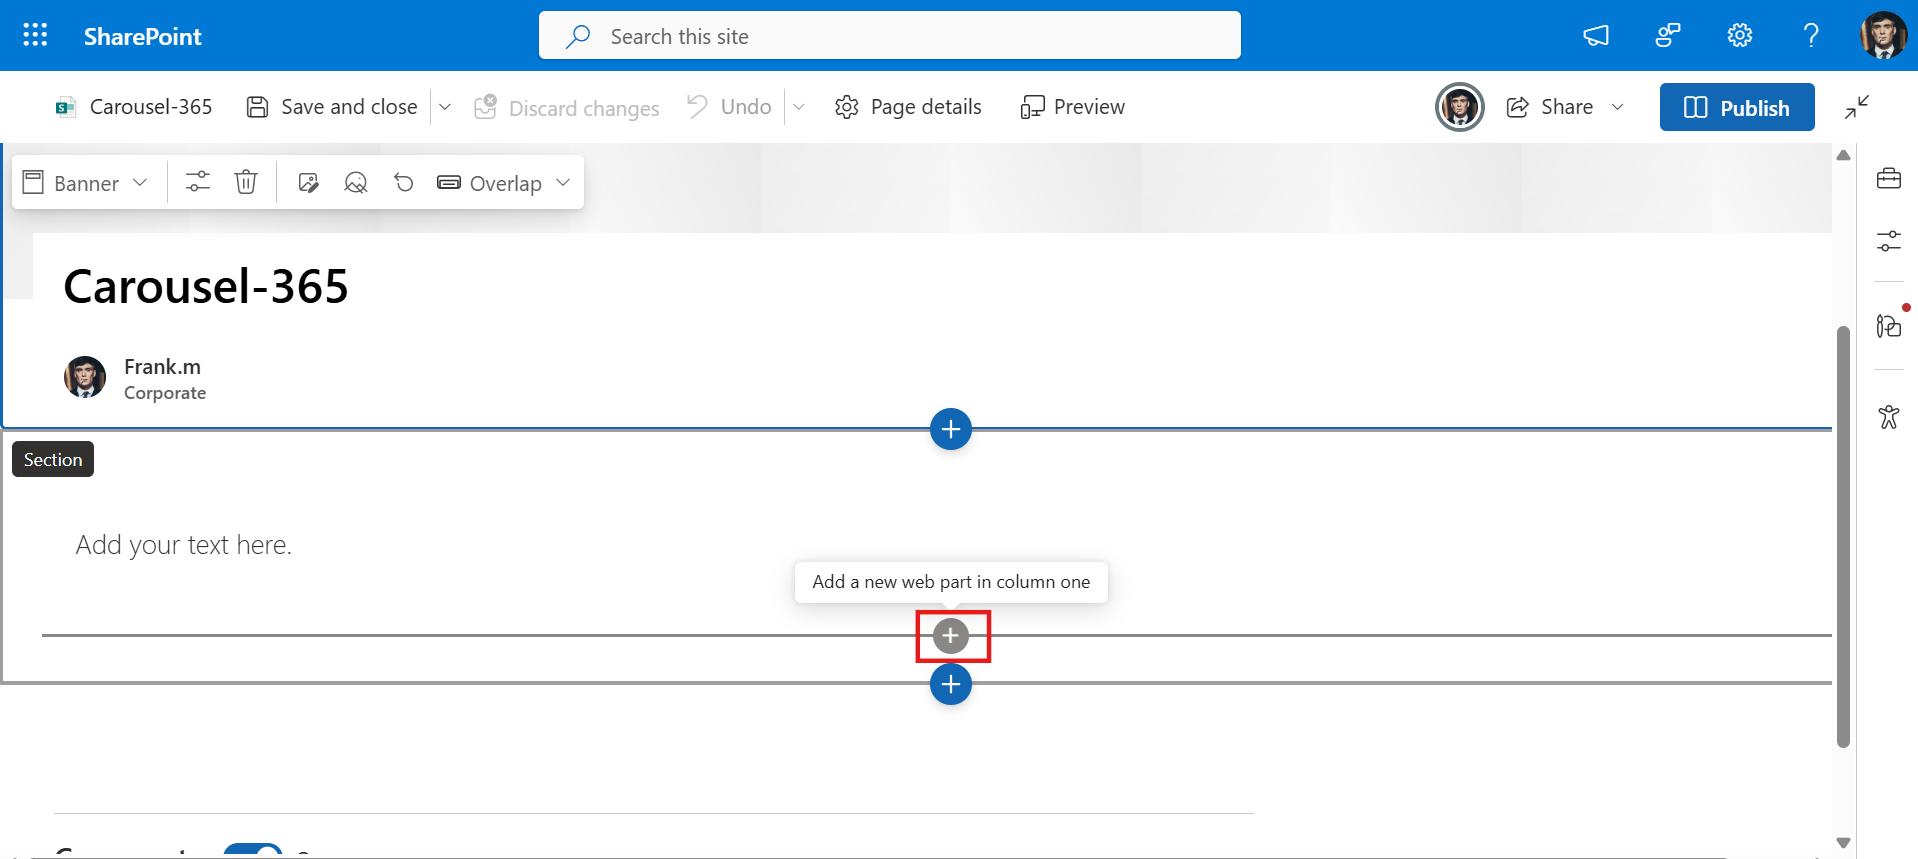 SharePoint
Search this site
Carousel-365
Save and close
Discard changes
Undo
Page details
Preview
Share
Publish
Banner
Overlap
Carousel-365
Frank.m
Corporate
Section
Add your text here.
Add a new web part in column one